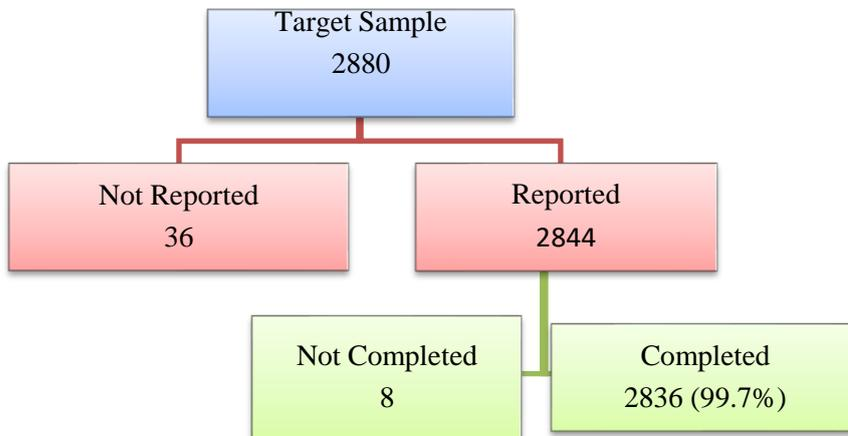 Target Sample
2880
Not Reported
36
Reported
2844
Not Completed
8
Completed
2836 (99.7%)